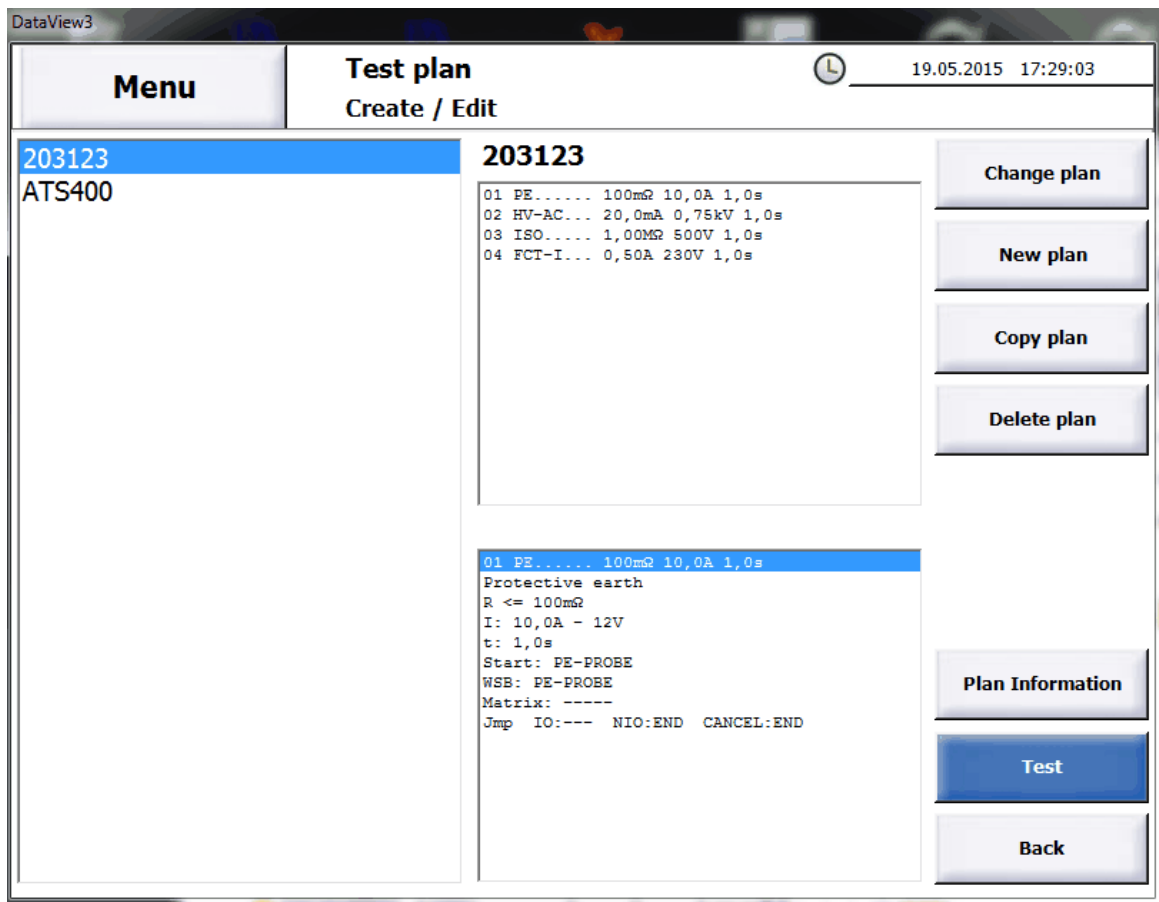 DataView3
Menu
Test plan
Create / Edit
19.05.2015 17:29:03
203123
ATS400
203123
01 PE...... 100mΩ 10,0A 1,0s
02 HV-AC... 20,0mA 0,75kV 1,0s
03 ISO..... 1,00MΩ 500V 1,0s
04 FCT-I... 0,50A 230V 1,0s
01 PE...... 100mΩ 10,0A 1,0s
Protective earth
R <= 100mΩ
I: 10,0A - 12V
t: 1,0s
Start: PE-PROBE
WSB: PE-PROBE
Matrix: -----
Jmp IO:--- NIO:END CANCEL:END
Change plan
New plan
Copy plan
Delete plan
Plan Information
Test
Back